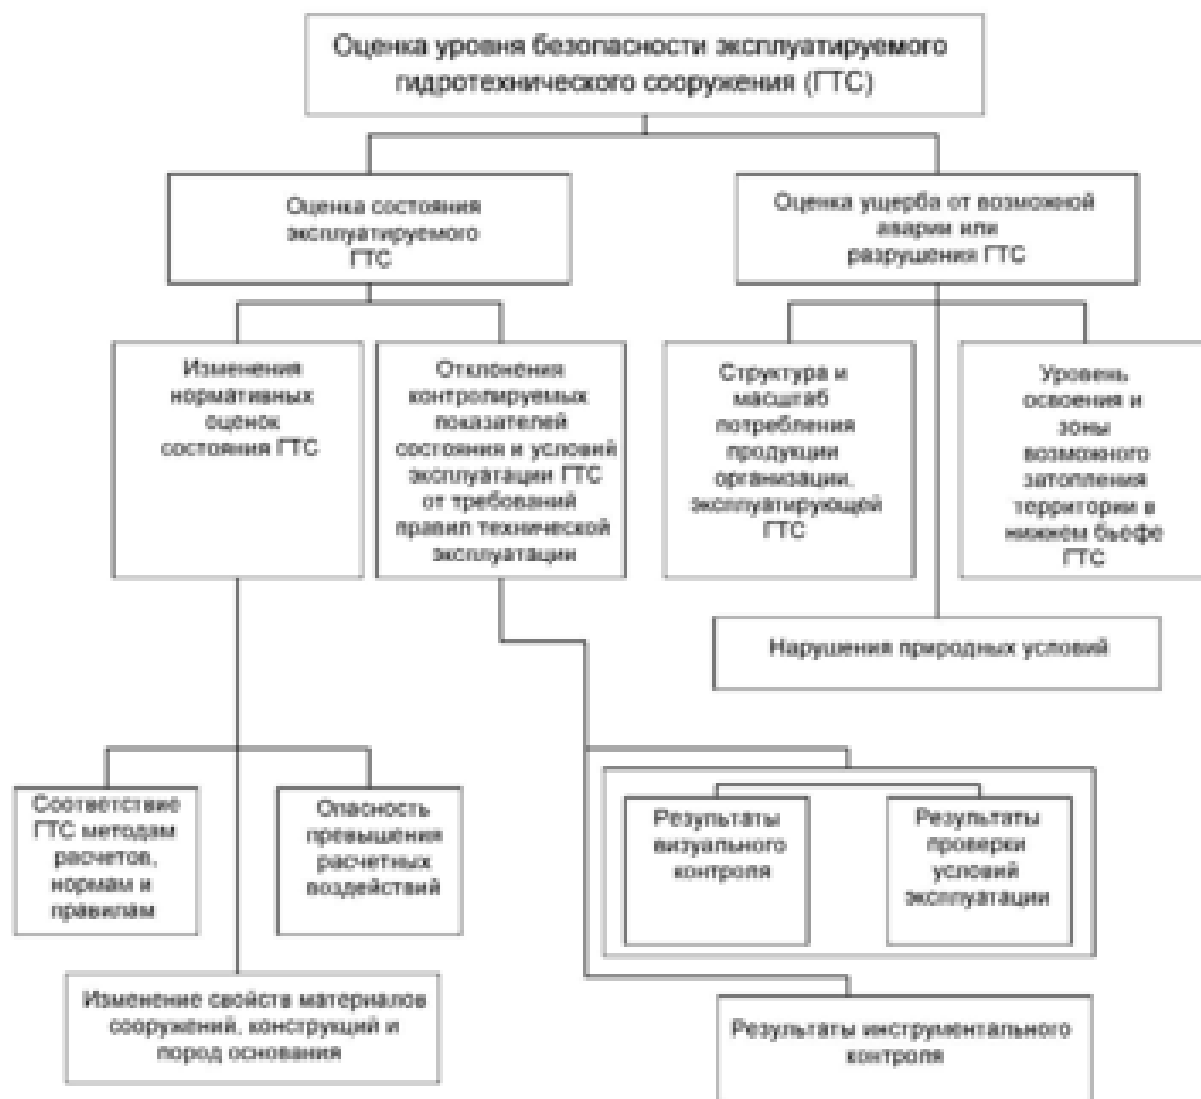 Оценка уровня безопасности эксплуатируемого
гидротехнического сооружения (ГТС)
Оценка состояния
эксплуатируемого
ГТС
Оценка ущерба от возможной
аварии или
разрушения ГТС
Изменения
нормативных
оценок
состояния ГТС
Отклонения
контролируемых
показателей
состояния и условий
эксплуатации ГТС
от требований
правил технической
эксплуатации
Структура и
масштаб
потребления
продукции
организации,
эксплуатирующей
ГТС
Уровень
освоения и
зоны
возможного
затопления
территории в
нижнем бьефе
ГТС
Нарушения природных условий
Соответствие
ГТС методам
расчетов,
нормам и
правилам
Опасность
превышения
расчетных
воздействий
Результаты
визуального
контроля
Результаты
проверки
условий
эксплуатации
Изменение свойств материалов
сооружений, конструкций и
пород основания
Результаты инструментального
контроля